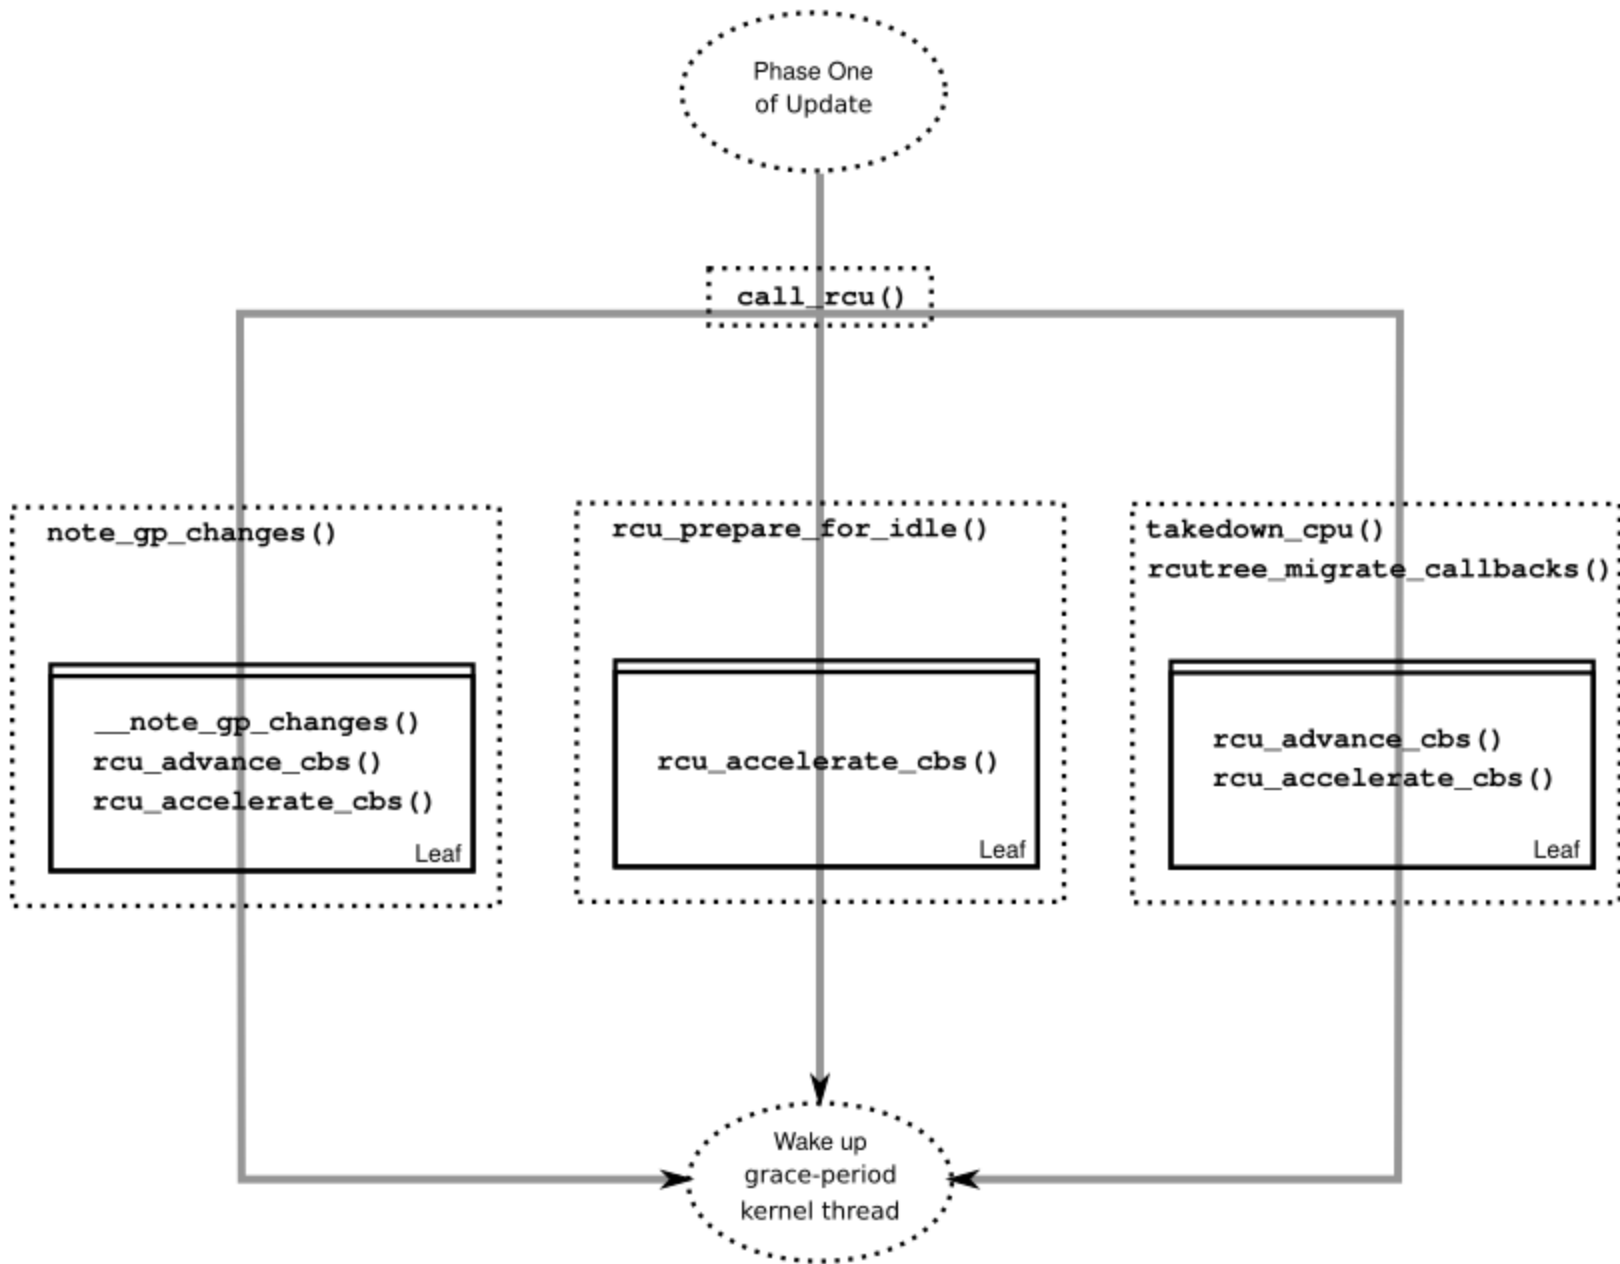 Phase One
of Update
call_rcu()
note_gp_changes()
__note_gp_changes()
rcu_advance_cbs()
rcu_accelerate_cbs()
Leaf
rcu_prepare_for_idle()
rcu_accelerate_cbs()
Leaf
takedown_cpu()
rcutree_migrate_callbacks()
rcu_advance_cbs()
rcu_accelerate_cbs()
Leaf
Wake up
grace-period
kernel thread